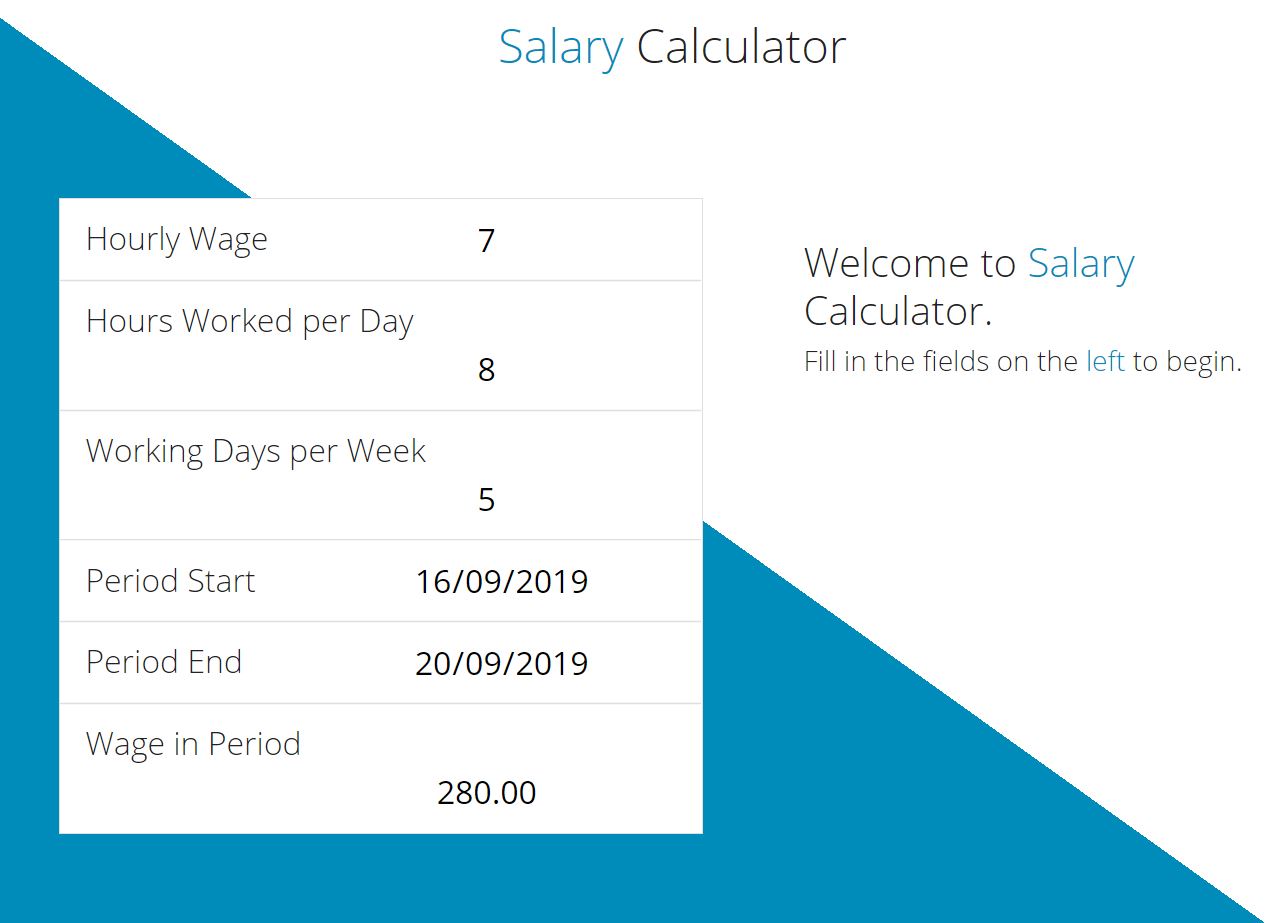 Salary Calculator
Hourly Wage 7
Hours Worked per Day
8
Working Days per Week
5
Period Start 16/09/2019
Period End 20/09/2019
Wage in Period
280.00
Welcome to Salary
Calculator.
Fill in the fields on the left to begin.